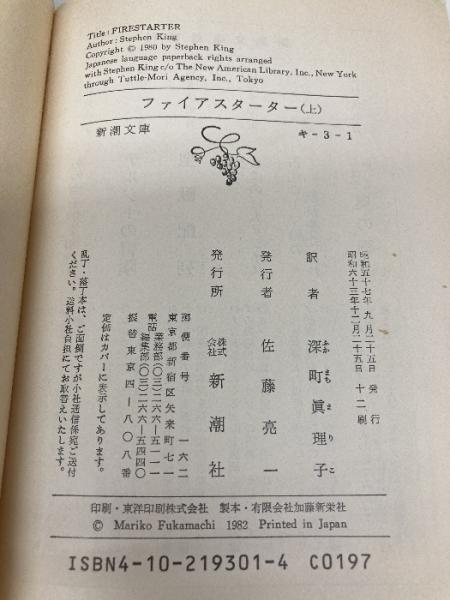 Title : FIRESTARTER
Author : Stephen King
Copyright © 1980 by Stephen King
Japanese language paperback rights arranged
with Stephen King c/o The New American Library, Inc., New York
through Tuttle-Mori Agency, Inc., Tokyo
ファイアスターター(上)
新潮文庫
キ-3-1
昭和五十七年九月二十五日発行
昭和六十三年十二月二十五日十二刷
訳者 深町眞理子
ふかまちまりこ
発行者 佐藤亮一
発行所 株式会社新潮社
郵便番号 一六二
東京都新宿区矢来町七一
電話 業務部(〇三)二六六-五一一一
編集部(〇三)二六六-五四四〇
振替東京四-八〇八番
定価はカバーに表示してあります。
乱丁・落丁本は、ご面倒ですが小社通信係宛ご送付
ください。送料小社負担にてお取替えいたします。
印刷・東洋印刷株式会社 製本・有限会社加藤新栄社
© Mariko Fukamachi 1982 Printed in Japan
ISBN4-10-219301-4 C0197